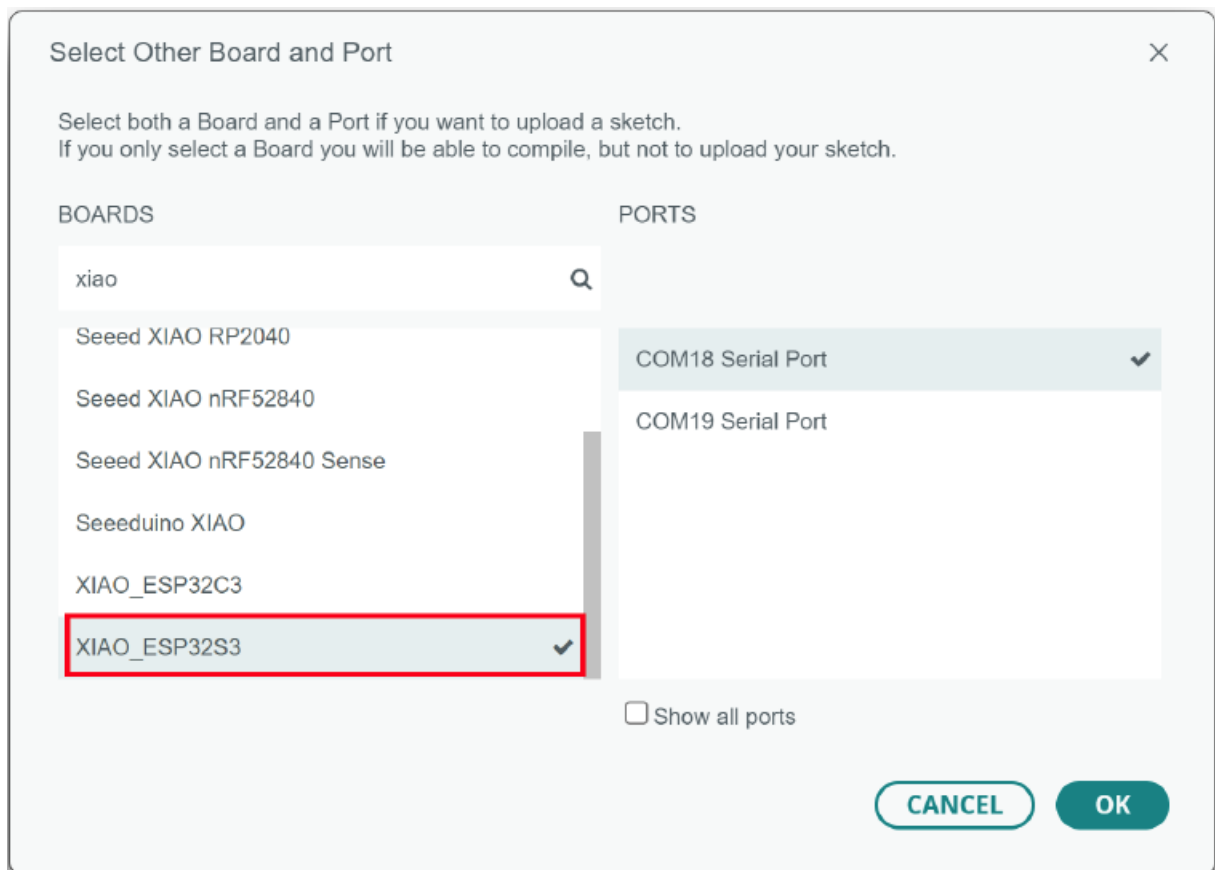 Select Other Board and Port
Select both a Board and a Port if you want to upload a sketch.
If you only select a Board you will be able to compile, but not to upload your sketch.
BOARDS
xiao
Seeed XIAO RP2040
Seeed XIAO nRF52840
Seeed XIAO nRF52840 Sense
Seeeduino XIAO
XIAO_ESP32C3
XIAO_ESP32S3
PORTS
COM18 Serial Port
COM19 Serial Port
Show all ports
CANCEL
OK